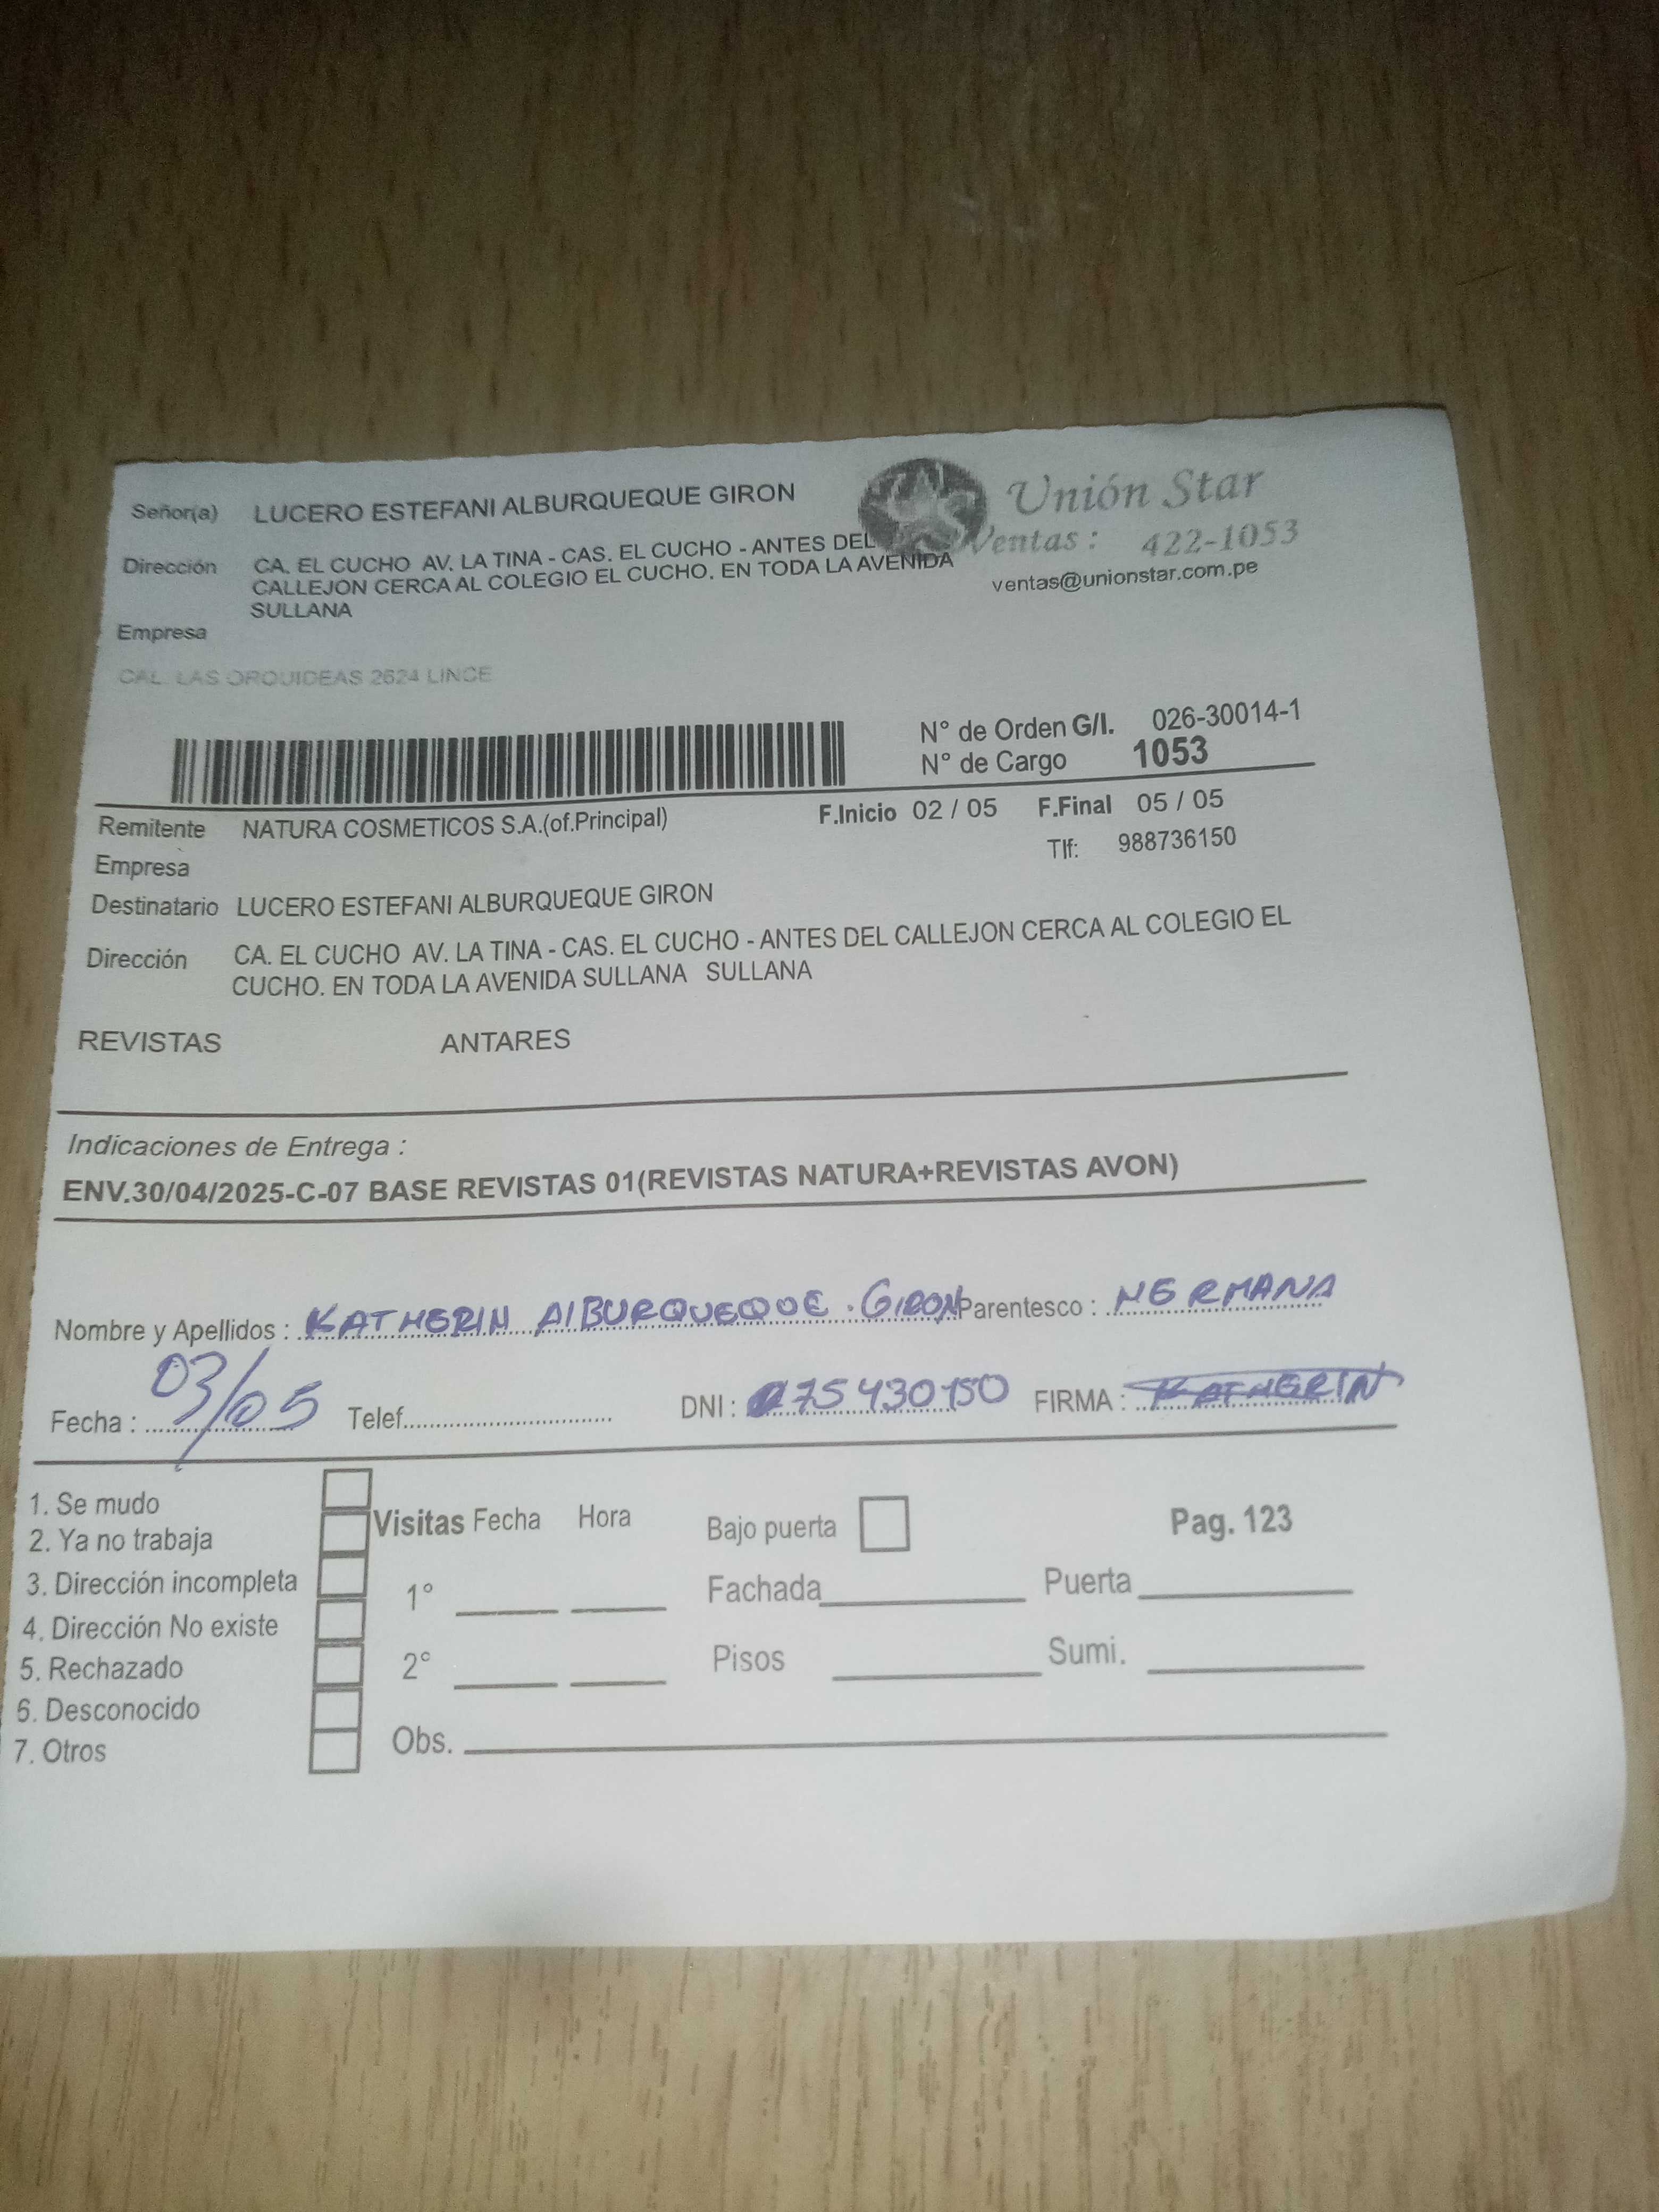 Señor(a) LUCERO ESTEFANI ALBURQUEQUE GIRON
Unión Star
Ventas : 422-1053
ventas@unionstar.com.pe
Dirección CA. EL CUCHO AV. LA TINA - CAS. EL CUCHO - ANTES DEL
CALLEJON CERCA AL COLEGIO EL CUCHO. EN TODA LA AVENIDA
SULLANA
Empresa
CAL. LAS ORQUIDEAS 2624 LINCE
N° de Orden G/I. 026-30014-1
N° de Cargo 1053
Remitente NATURA COSMETICOS S.A.(of.Principal) F.Inicio 02 / 05 F.Final 05 / 05
Empresa Tlf: 988736150
Destinatario LUCERO ESTEFANI ALBURQUEQUE GIRON
Dirección CA. EL CUCHO AV. LA TINA - CAS. EL CUCHO - ANTES DEL CALLEJON CERCA AL COLEGIO EL
CUCHO. EN TODA LA AVENIDA SULLANA SULLANA
REVISTAS ANTARES
Indicaciones de Entrega :
ENV.30/04/2025-C-07 BASE REVISTAS 01(REVISTAS NATURA+REVISTAS AVON)
Nombre y Apellidos : KATHERIN AlBURQUEQUE . GIRON Parentesco : HERMANA
Fecha : 03/05 Telef............................... DNI : 75430150 FIRMA : KATHERIN
1. Se mudo
2. Ya no trabaja
3. Dirección incompleta
4. Dirección No existe
5. Rechazado
6. Desconocido
7. Otros
Visitas Fecha Hora
1°
2°
Bajo puerta Pag. 123
Fachada Puerta
Pisos Sumi.
Obs.